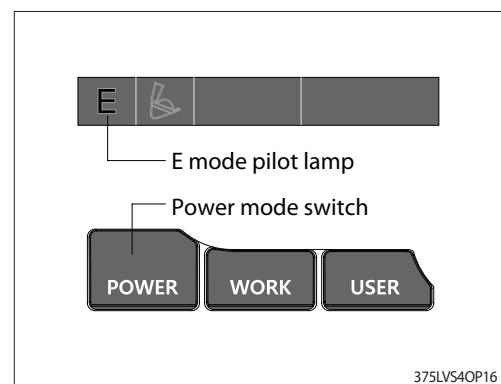 E
E mode pilot lamp
Power mode switch
POWER WORK USER
375LVS4OP16